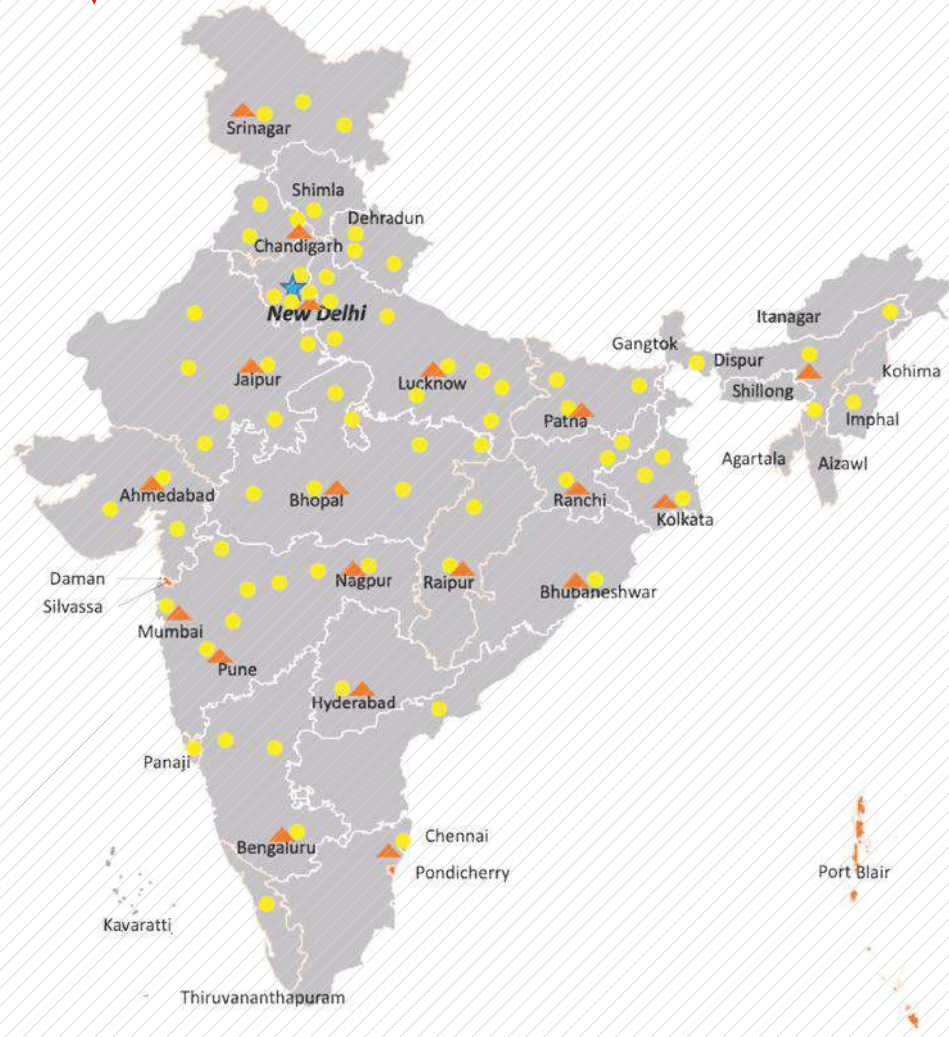 Srinagar
Shimla
Dehradun
Chandigarh
New Delhi
Itanagar
Gangtok
Dispur
Kohima
Jaipur
Lucknow
Shillong
Patna
Imphal
Agartala
Aizawl
Ahmedabad
Bhopal
Ranchi
Kolkata
Daman
Nagpur
Raipur
Bhubaneshwar
Silvassa
Mumbai
Pune
Hyderabad
Panaji
Chennai
Bengaluru
Pondicherry
Port Blair
Kavaratti
Thiruvananthapuram